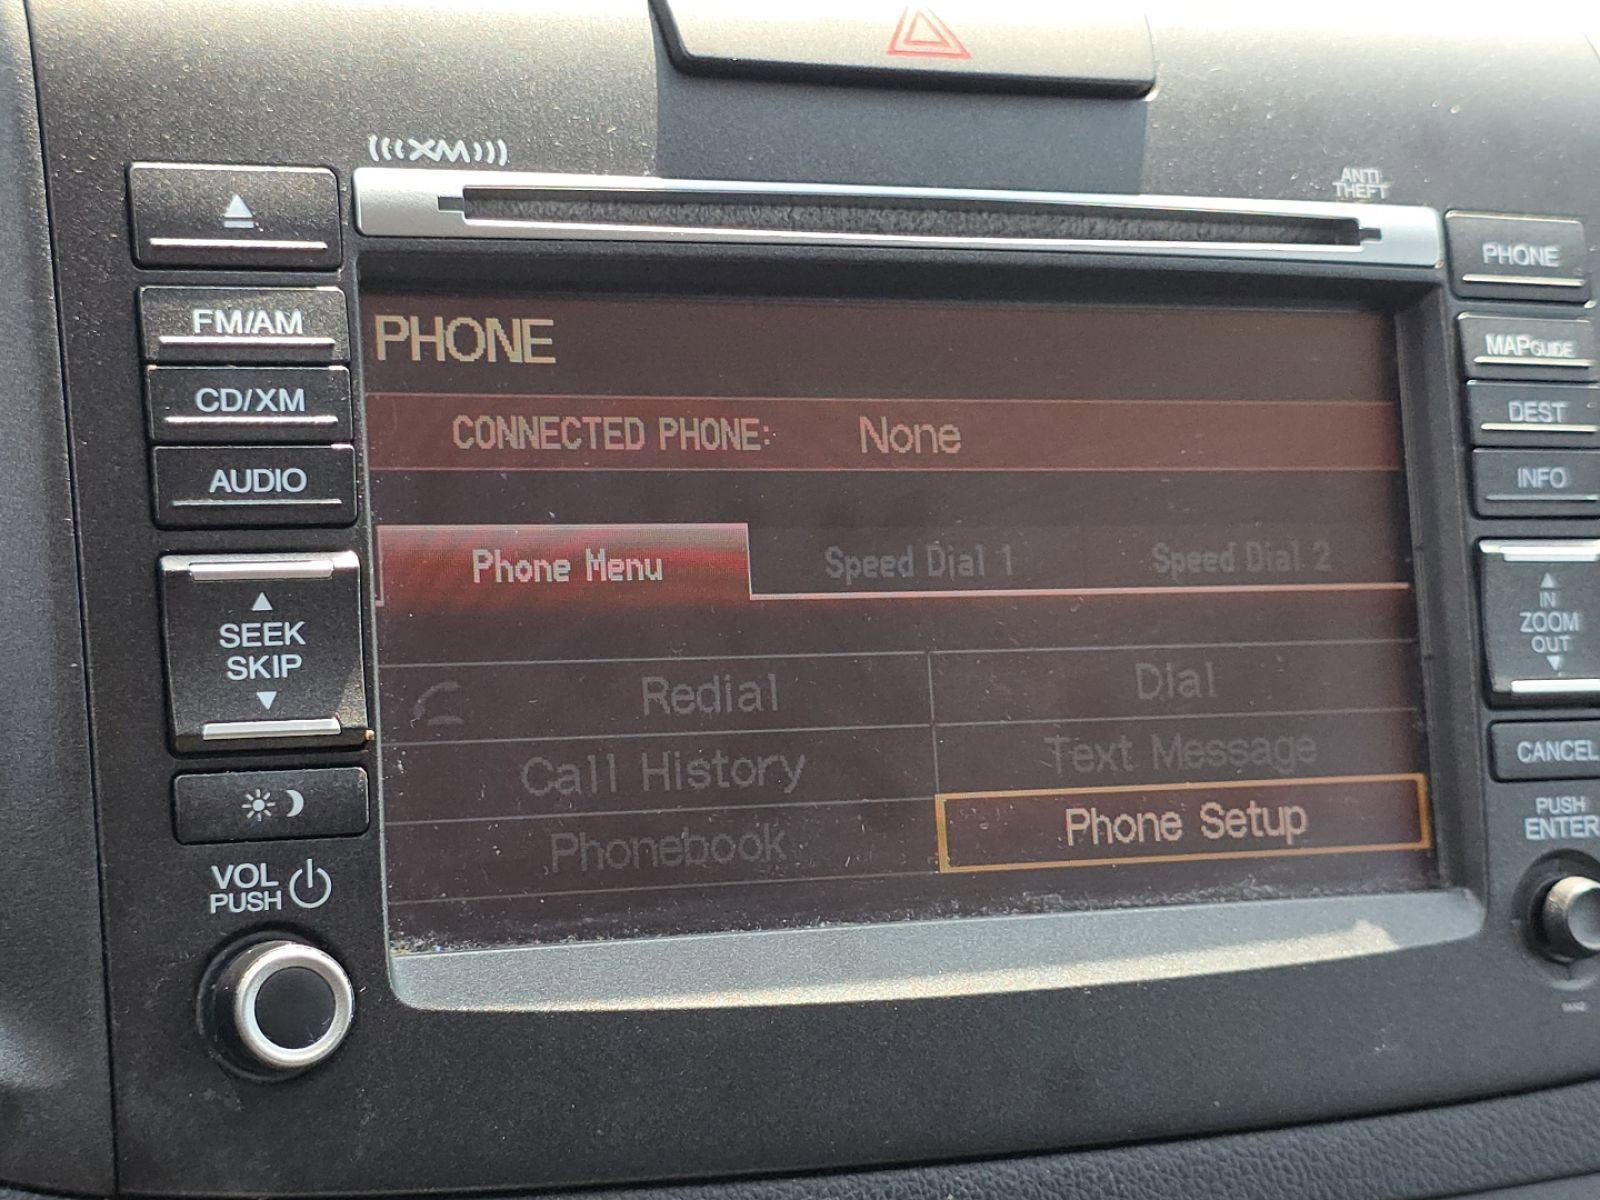 XM
ANTI
THEFT
PHONE
FM/AM
MAP GUIDE
PHONE
CD/XM
DEST
CONNECTED PHONE: None
AUDIO
INFO
Phone Menu Speed Dial 1 Speed Dial 2
SEEK
SKIP
IN
ZOOM
OUT
Redial Dial
Call History Text Message
CANCEL
Phonebook Phone Setup
PUSH
ENTER
VOL
PUSH